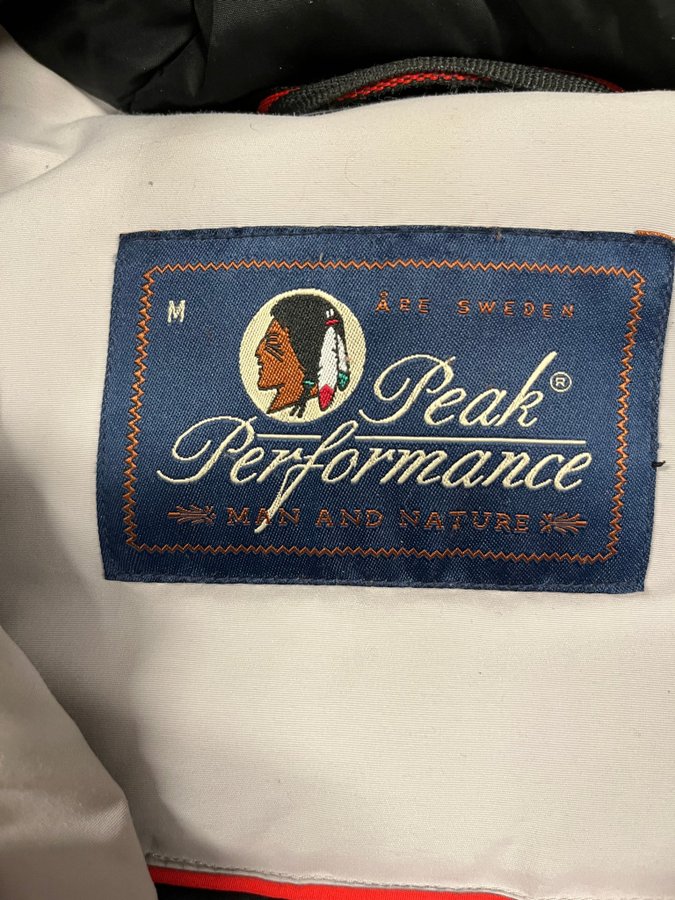 M
ÅRE SWEDEN
Peak®
Performance
MAN AND NATURE